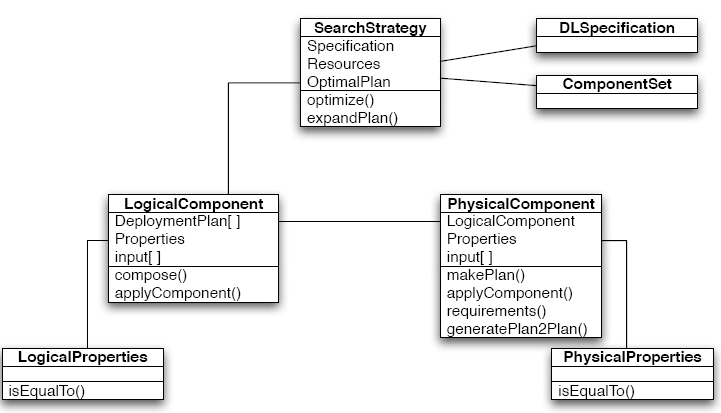 SearchStrategy
Specification
Resources
OptimalPlan
optimize()
expandPlan()
DLSpecification
ComponentSet
LogicalComponent
DeploymentPlan[ ]
Properties
input[ ]
compose()
applyComponent()
PhysicalComponent
LogicalComponent
Properties
input[ ]
makePlan()
applyComponent()
requirements()
generatePlan2Plan()
LogicalProperties
isEqualTo()
PhysicalProperties
isEqualTo()